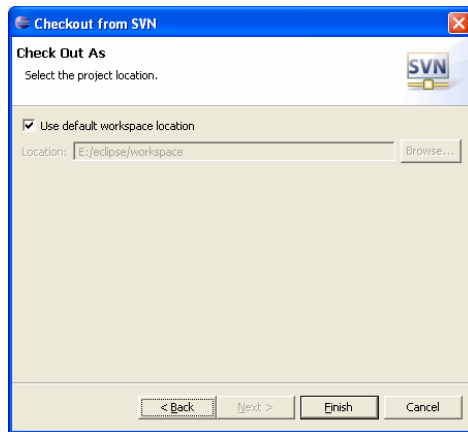 Checkout from SVN
Check Out As
Select the project location.
SVN
Use default workspace location
Location: E:/eclipse/workspace Browse...
< Back Next > Finish Cancel